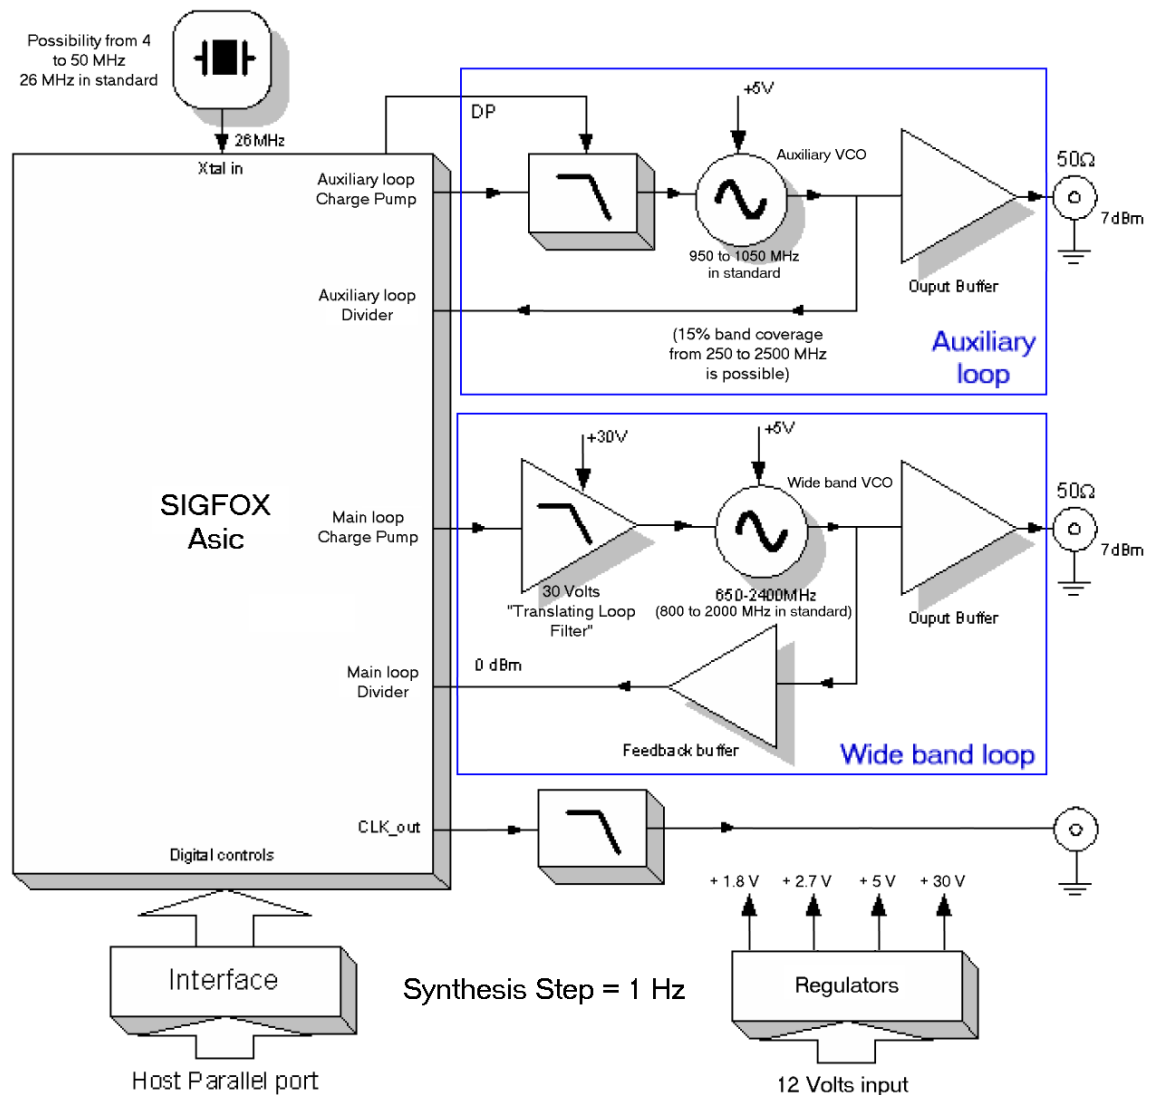 Possibility from 4
to 50 MHz
26 MHz in standard
26MHz
Xtal in
DP
+5V
Auxiliary VCO
Auxiliary loop
Charge Pump
950 to 1050 MHz
in standard
50Ω
7dBm
Ouput Buffer
Auxiliary loop
Divider
(15% band coverage
from 250 to 2500 MHz
is possible)
Auxiliary
loop
SIGFOX
Asic
+30V
+5V
Wide band VCO
Main loop
Charge Pump
30 Volts
"Translating Loop
Filter"
650-2400MHz
(800 to 2000 MHz in standard)
50Ω
7dBm
Ouput Buffer
Main loop
Divider
0 dBm
Feedback buffer
Wide band loop
CLK_out
Digital controls
+ 1.8 V
+ 2.7 V
+ 5 V
+ 30 V
Interface
Synthesis Step = 1 Hz
Regulators
Host Parallel port
12 Volts input